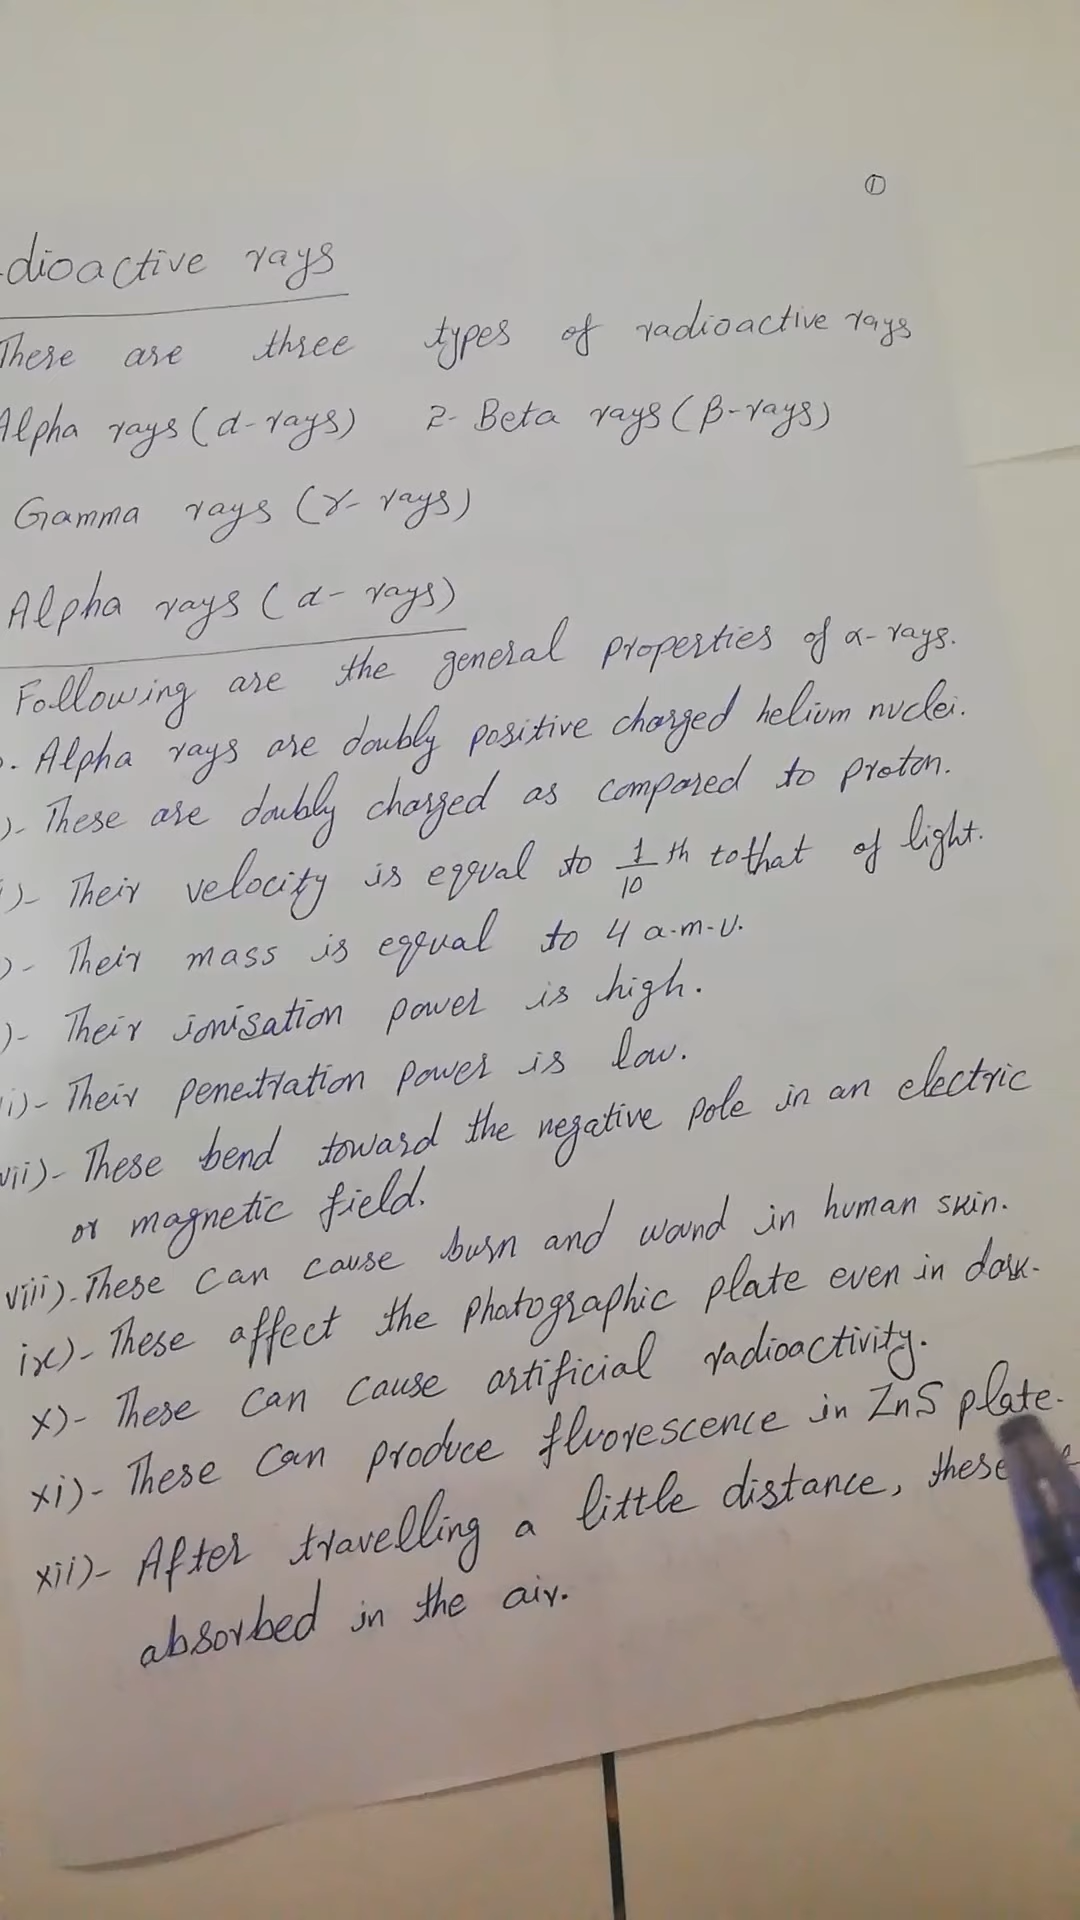 ①
dioactive rays
There are three types of radioactive rays
Alpha rays (α-rays) 2- Beta rays (β-rays)
Gamma rays (γ- rays)
Alpha rays (α- rays)
Following are the general properties of α-rays.
. Alpha rays are doubly positive charged helium nuclei.
)- These are doubly charged as compared to proton.
)- Their velocity is eqqual to 1/10 th to that of light.
)- Their mass is eqqual to 4 a.m.u.
)- Their ionisation power is high.
i)- Their penetration power is low.
vii)- These bend toward the negative pole in an electric
or magnetic field.
viii)- These can cause burn and wound in human skin.
ix)- These affect the photographic plate even in dark-
x)- These can cause artificial radioactivity.
xi)- These can produce fluorescence in ZnS plate-
xii)- After travelling a little distance, these
absorbed in the air.